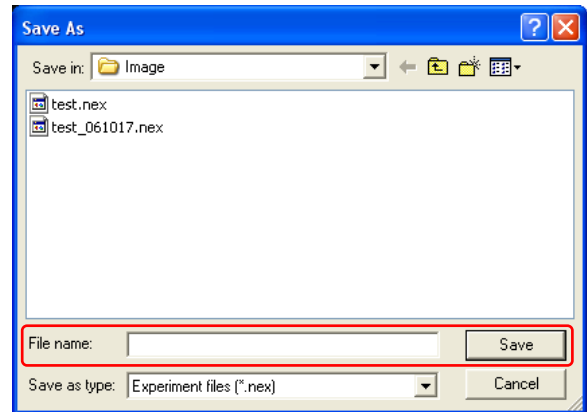 Save As
Save in: Image
test.nex
test_061017.nex
File name: Save
Save as type: Experiment files (*.nex) Cancel